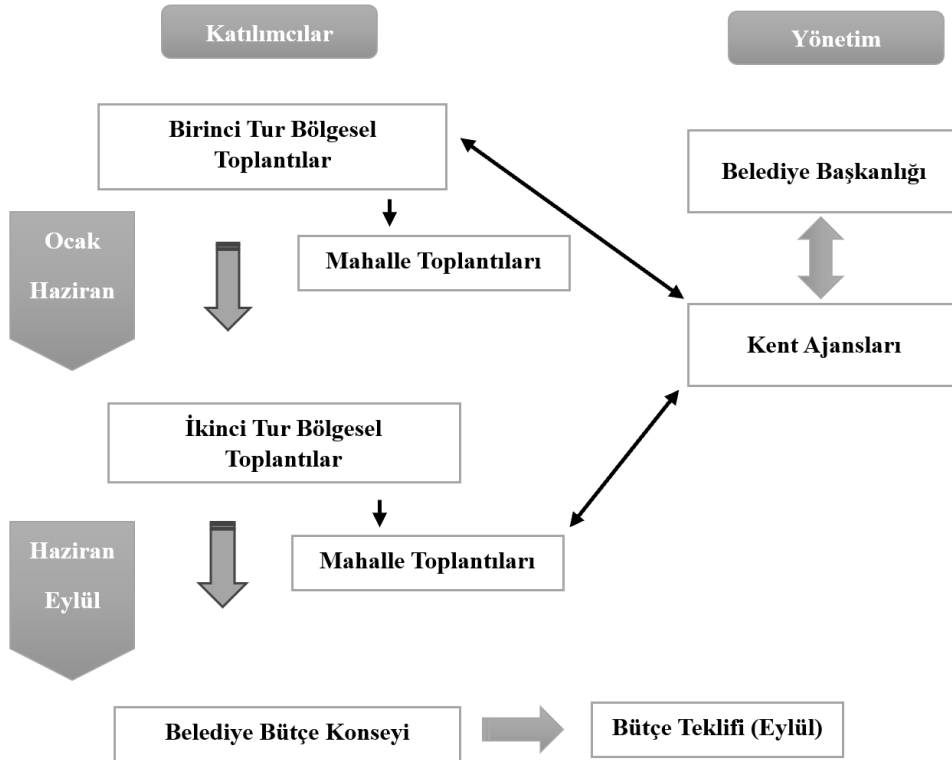 Katılımcılar
Yönetim
Birinci Tur Bölgesel
Toplantılar
Belediye Başkanlığı
Ocak
Haziran
Mahalle Toplantıları
Kent Ajansları
İkinci Tur Bölgesel
Toplantılar
Haziran
Eylül
Mahalle Toplantıları
Belediye Bütçe Konseyi
Bütçe Teklifi (Eylül)